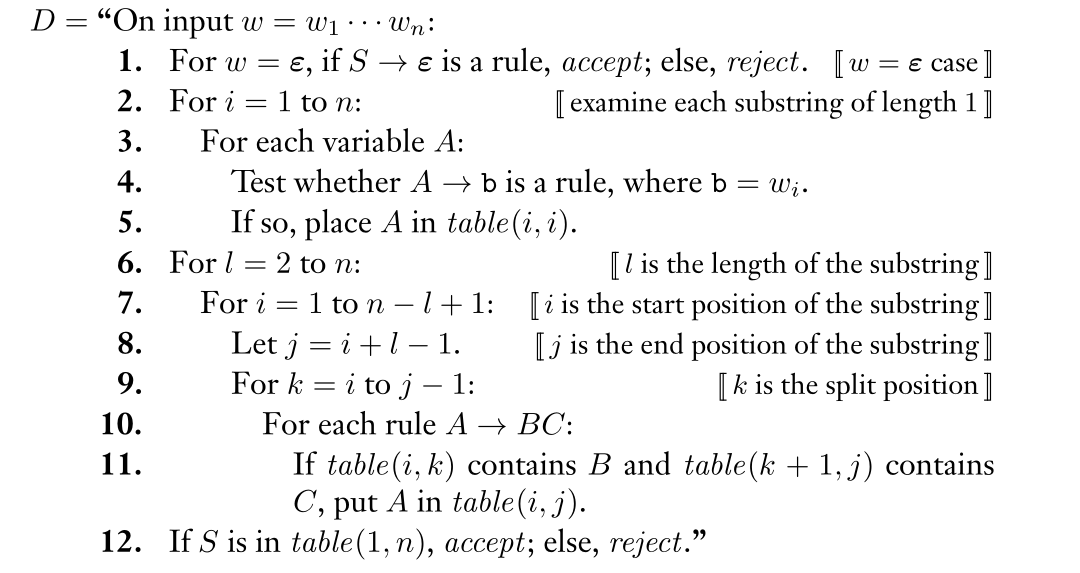 D = “On input w = w₁ ··· wₙ:
1. For w = ε, if S → ε is a rule, accept; else, reject. ⟦ w = ε case ⟧
2. For i = 1 to n: ⟦ examine each substring of length 1 ⟧
3. For each variable A:
4. Test whether A → b is a rule, where b = wᵢ.
5. If so, place A in table(i, i).
6. For l = 2 to n: ⟦ l is the length of the substring ⟧
7. For i = 1 to n − l + 1: ⟦ i is the start position of the substring ⟧
8. Let j = i + l − 1. ⟦ j is the end position of the substring ⟧
9. For k = i to j − 1: ⟦ k is the split position ⟧
10. For each rule A → BC:
11. If table(i, k) contains B and table(k + 1, j) contains
C, put A in table(i, j).
12. If S is in table(1, n), accept; else, reject.”